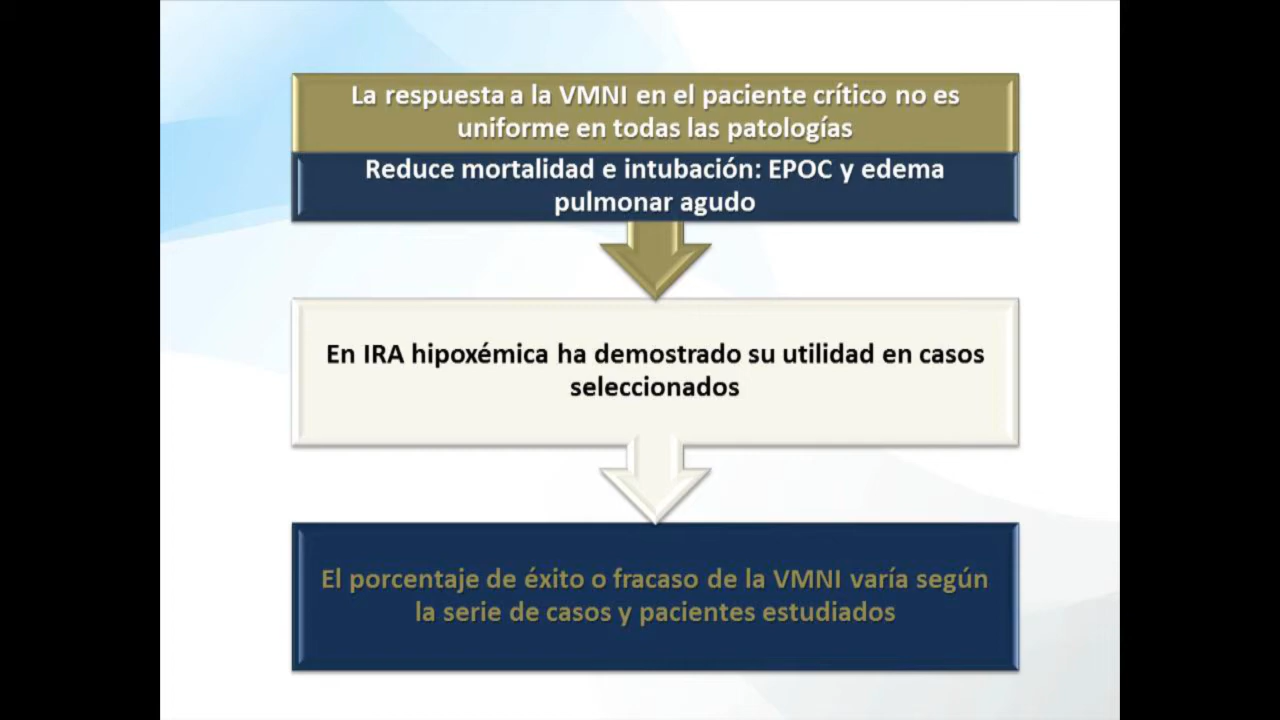 La respuesta a la VMNI en el paciente crítico no es
uniforme en todas las patologías
Reduce mortalidad e intubación: EPOC y edema
pulmonar agudo
En IRA hipoxémica ha demostrado su utilidad en casos
seleccionados
El porcentaje de éxito o fracaso de la VMNI varía según
la serie de casos y pacientes estudiados